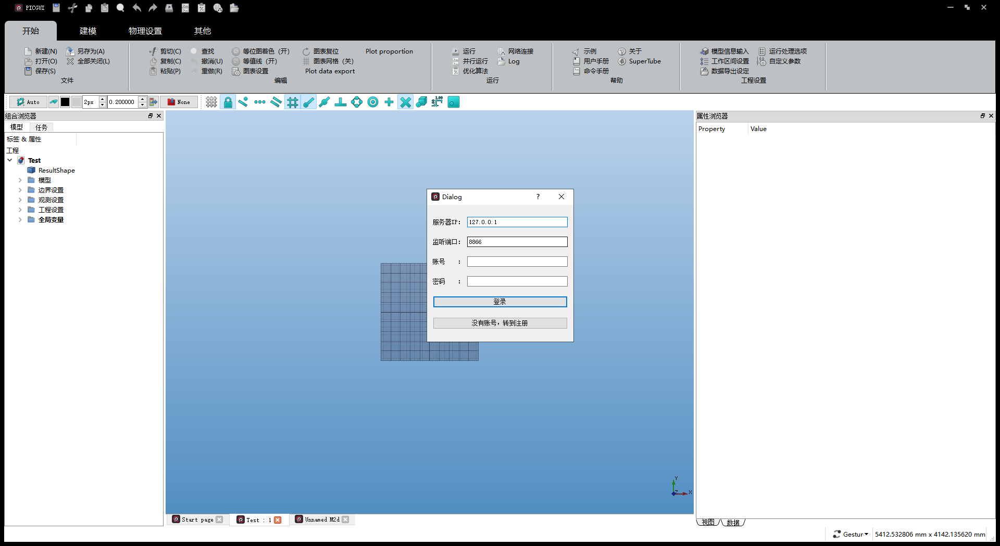 PICGUI
开始 建模 物理设置 其他
新建(N) 另存为(A) 剪切(C) 查找 等位图着色（开） 图表复位 Plot proportion 运行 网络连接 示例 关于 模型信息输入 运行处理选项
打开(O) 全部关闭(L) 复制(C) 撤消(U) 等值线（开） 图表网格（关） 并行运行 Log 用户手册 SuperTube 工作区间设置 自定义参数
保存(S) 粘贴(P) 重做(R) 图表设置 Plot data export 优化算法 命令手册 数据导出设定
文件 编辑 运行 帮助 工程设置
Auto 2px 0.200000 None
组合浏览器
模型 任务
标签 & 属性
工程
Test
ResultShape
模型
边界设置
观测设置
工程设置
全局变量
Dialog ?
服务器IP： 127.0.0.1
监听端口： 8866
账号 ：
密码 ：
登录
没有账号，转到注册
Y
Z X
Start page Test : 1 Unnamed M2d
属性浏览器
Property Value
视图 数据
Gestur 5412.532806 mm x 4142.135620 mm